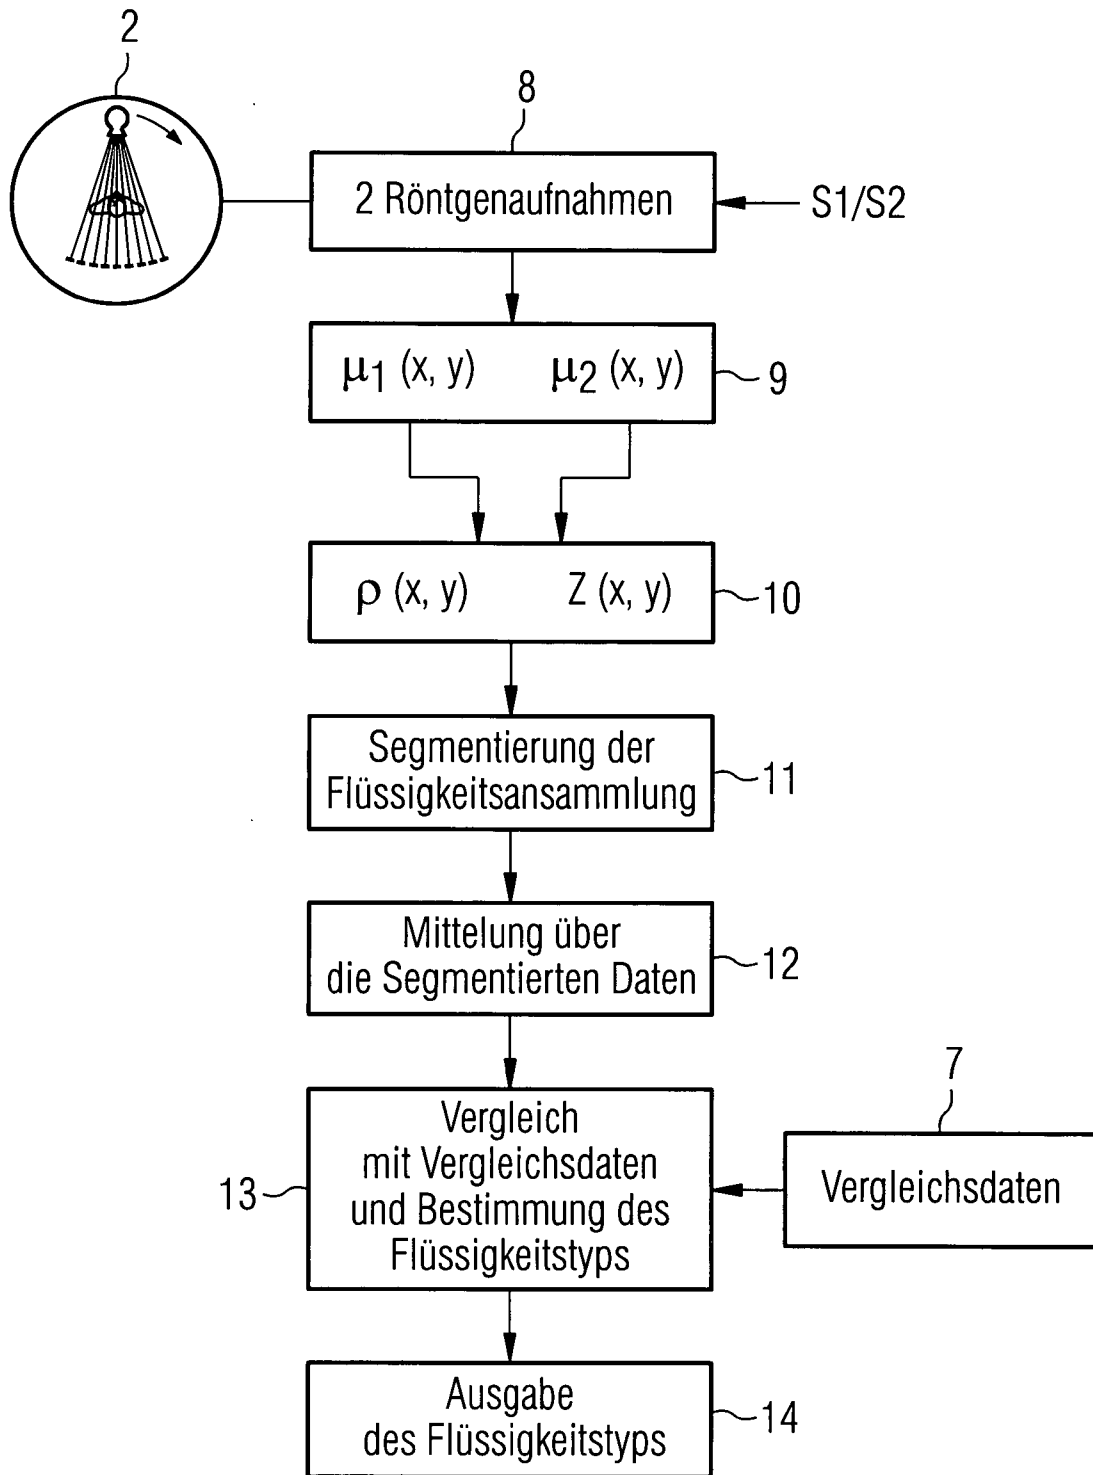 2
8
2 Röntgenaufnahmen
S1/S2
μ1 (x, y) μ2 (x, y)
9
ρ (x, y) Z (x, y)
10
Segmentierung der
Flüssigkeitsansammlung
11
Mittelung über
die Segmentierten Daten
12
7
Vergleich
mit Vergleichsdaten
und Bestimmung des
Flüssigkeitstyps
13
Vergleichsdaten
Ausgabe
des Flüssigkeitstyps
14